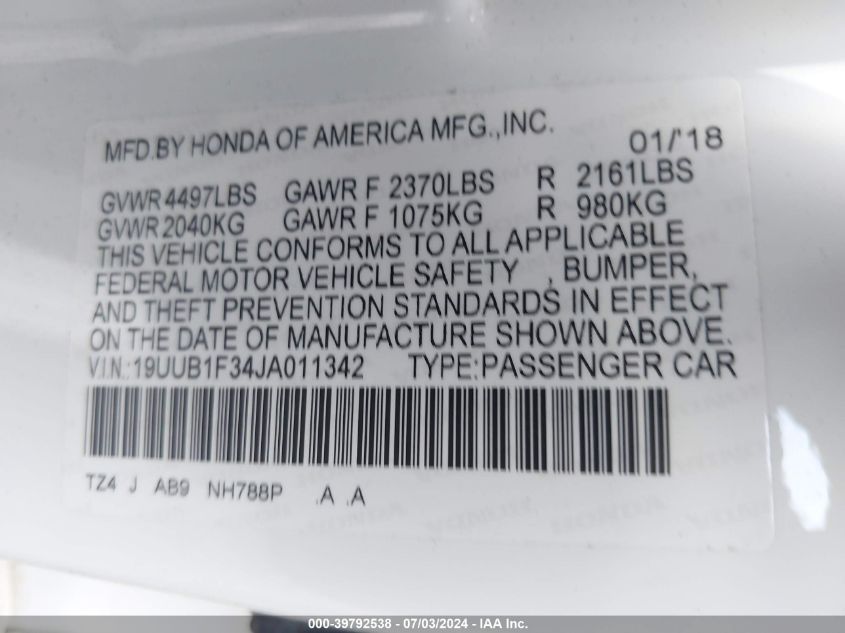 MFD.BY HONDA OF AMERICA MFG.,INC. 01/'18
GVWR 4497LBS GAWR F 2370LBS R 2161LBS
GVWR 2040KG GAWR F 1075KG R 980KG
THIS VEHICLE CONFORMS TO ALL APPLICABLE
FEDERAL MOTOR VEHICLE SAFETY , BUMPER,
AND THEFT PREVENTION STANDARDS IN EFFECT
ON THE DATE OF MANUFACTURE SHOWN ABOVE.
V.I.N.:19UUB1F34JA011342 TYPE:PASSENGER CAR
TZ4 J AB9 NH788P .A .A
000-39792538 - 07/03/2024 - IAA Inc.